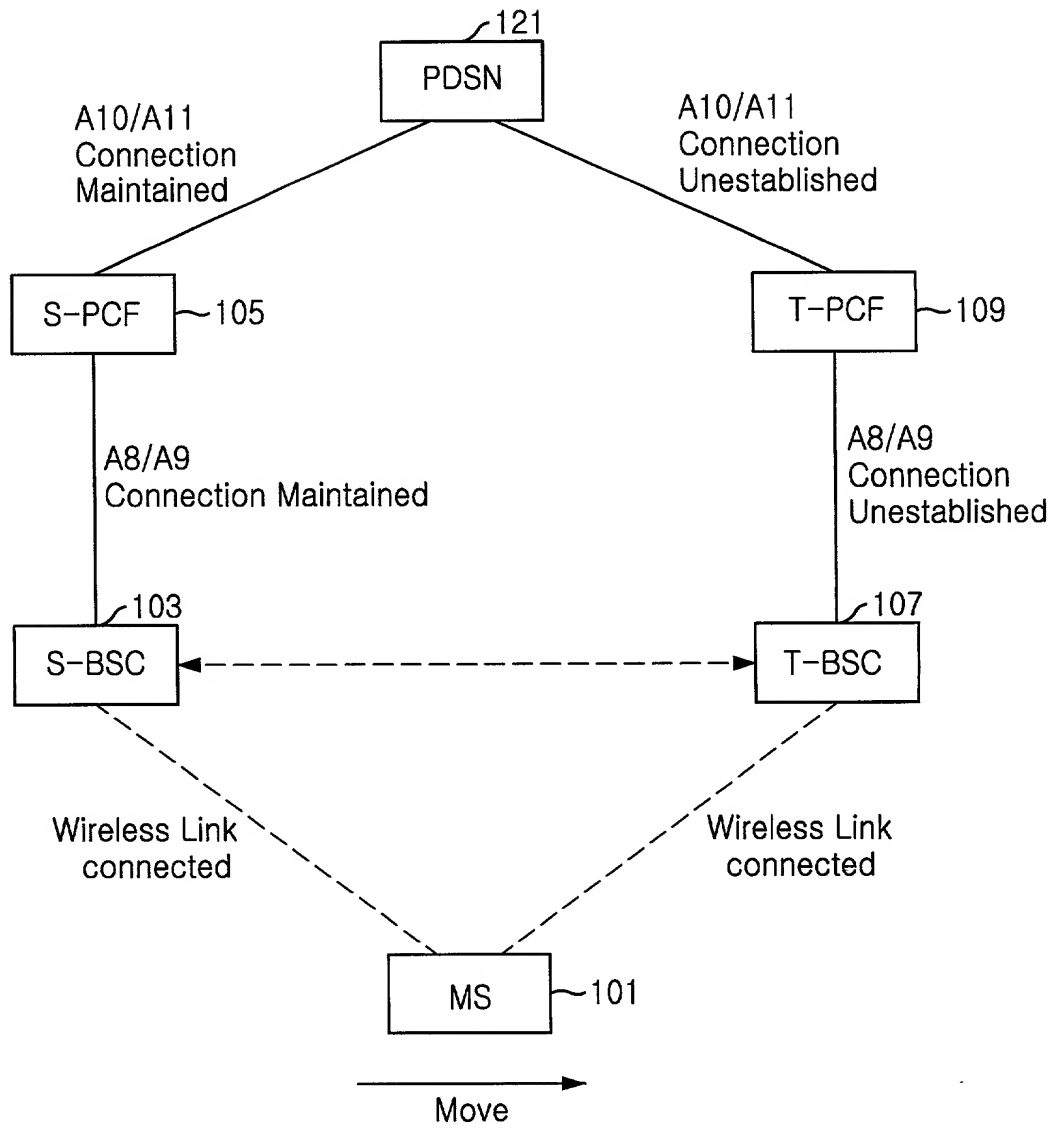 121
PDSN
A10/A11
Connection
Maintained
A10/A11
Connection
Unestablished
S-PCF
105
T-PCF
109
A8/A9
Connection Maintained
A8/A9
Connection
Unestablished
103
S-BSC
107
T-BSC
Wireless Link
connected
Wireless Link
connected
MS
101
Move